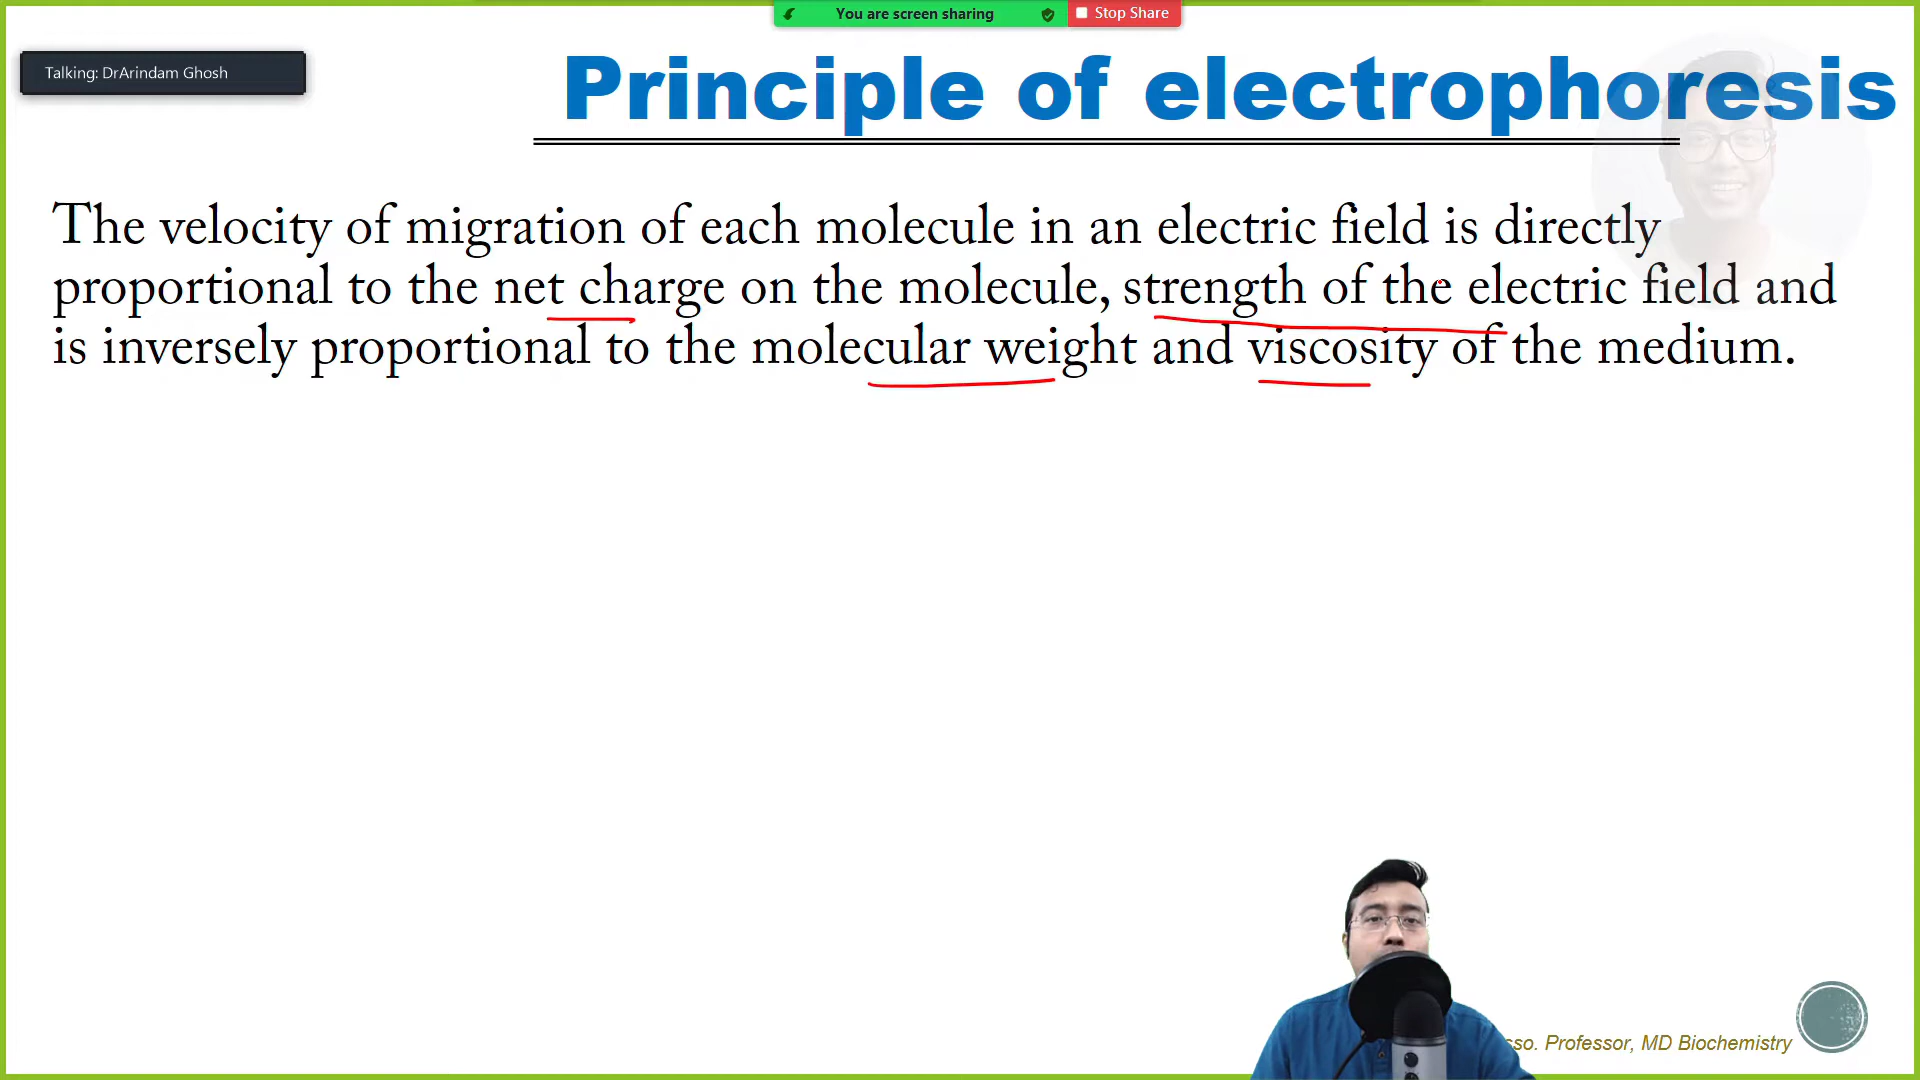 You are screen sharing
Stop Share
Talking: DrArindam Ghosh
Principle of electrophoresis
The velocity of migration of each molecule in an electric field is directly
proportional to the net charge on the molecule, strength of the electric field and
is inversely proportional to the molecular weight and viscosity of the medium.
Professor, MD Biochemistry